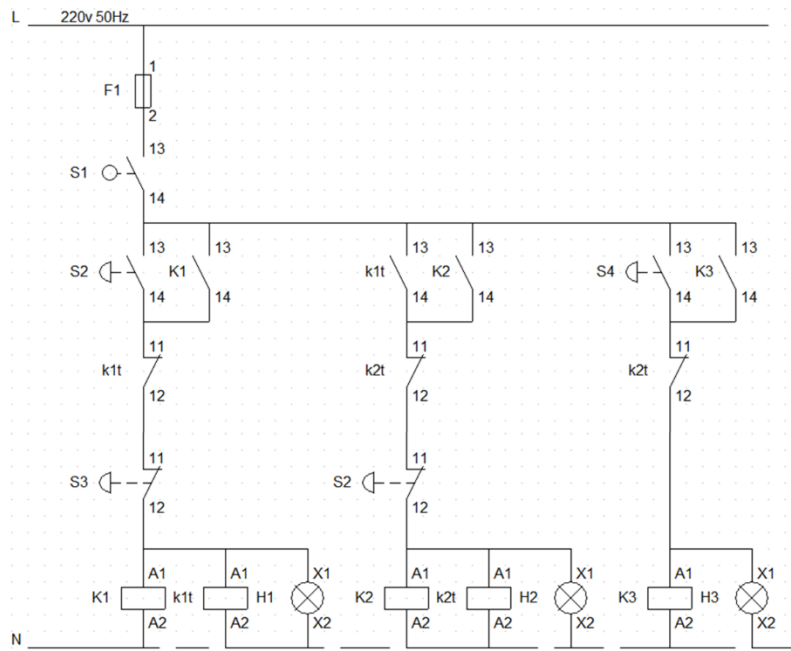 L 220v 50Hz
1
F1
2
13
S1
14
13 13 13 13 13 13
S2 K1 k1t K2 S4 K3
14 14 14 14 14 14
11 11 11
k1t k2t k2t
12 12 12
11 11
S3 S2
12 12
A1 A1 X1 A1 A1 X1 A1 X1
K1 k1t H1 K2 k2t H2 K3 H3
A2 A2 X2 A2 A2 X2 A2 X2
N